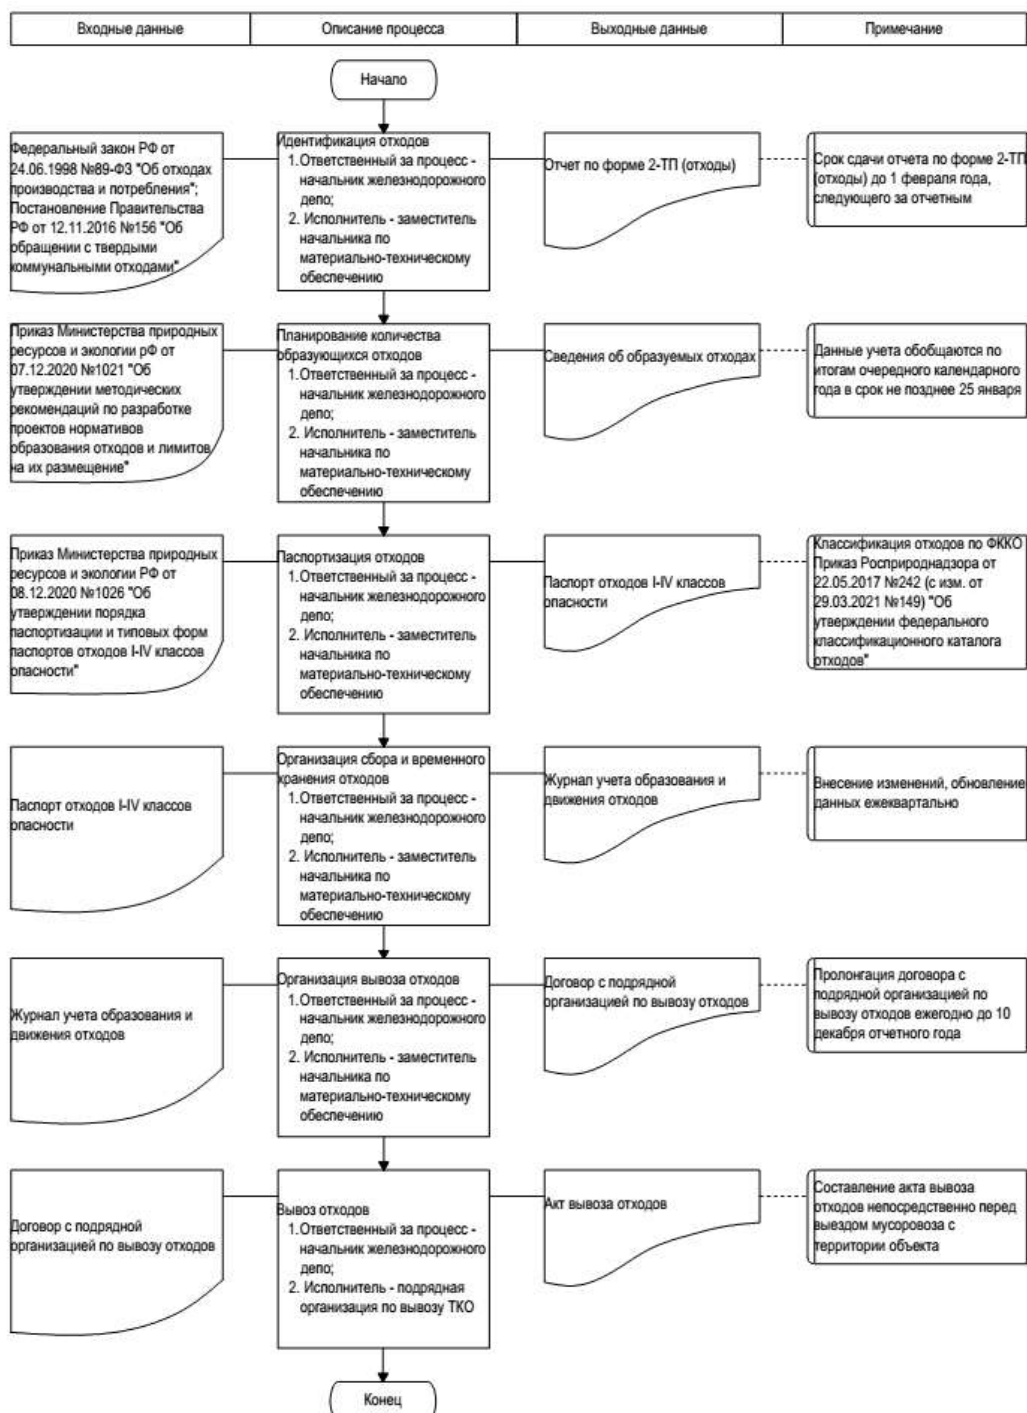 Входные данные
Описание процесса
Выходные данные
Примечание
Начало
Федеральный закон РФ от
24.06.1998 №89-ФЗ "Об отходах
производства и потребления";
Постановление Правительства
РФ от 12.11.2016 №156 "Об
обращении с твердыми
коммунальными отходами"
Идентификация отходов
1.Ответственный за процесс -
начальник железнодорожного
депо;
2. Исполнитель - заместитель
начальника по
материально-техническому
обеспечению
Отчет по форме 2-ТП (отходы)
Срок сдачи отчета по форме 2-ТП
(отходы) до 1 февраля года,
следующего за отчетным
Приказ Министерства природных
ресурсов и экологии рФ от
07.12.2020 №1021 "Об
утверждении методических
рекомендаций по разработке
проектов нормативов
образования отходов и лимитов
на их размещение"
Планирование количества
образующихся отходов
1.Ответственный за процесс -
начальник железнодорожного
депо;
2. Исполнитель - заместитель
начальника по
материально-техническому
обеспечению
Сведения об образуемых отходах
Данные учета обобщаются по
итогам очередного календарного
года в срок не позднее 25 января
Приказ Министерства природных
ресурсов и экологии РФ от
08.12.2020 №1026 "Об
утверждении порядка
паспортизации и типовых форм
паспортов отходов I-IV классов
опасности"
Паспортизация отходов
1.Ответственный за процесс -
начальник железнодорожного
депо;
2. Исполнитель - заместитель
начальника по
материально-техническому
обеспечению
Паспорт отходов I-IV классов
опасности
Классификация отходов по ФККО
Приказ Росприроднадзора от
22.05.2017 №242 (с изм. от
29.03.2021 №149) "Об
утверждении федерального
классификационного каталога
отходов"
Паспорт отходов I-IV классов
опасности
Организация сбора и временного
хранения отходов
1.Ответственный за процесс -
начальник железнодорожного
депо;
2. Исполнитель - заместитель
начальника по
материально-техническому
обеспечению
Журнал учета образования и
движения отходов
Внесение изменений, обновление
данных ежеквартально
Журнал учета образования и
движения отходов
Организация вывоза отходов
1.Ответственный за процесс -
начальник железнодорожного
депо;
2. Исполнитель - заместитель
начальника по
материально-техническому
обеспечению
Договор с подрядной
организацией по вывозу отходов
Пролонгация договора с
подрядной организацией по
вывозу отходов ежегодно до 10
декабря отчетного года
Договор с подрядной
организацией по вывозу отходов
Вывоз отходов
1.Ответственный за процесс -
начальник железнодорожного
депо;
2. Исполнитель - подрядная
организация по вывозу ТКО
Акт вывоза отходов
Составление акта вывоза
отходов непосредственно перед
выездом мусоровоза с
территории объекта
Конец